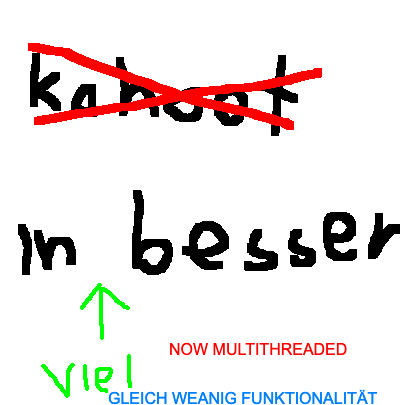 kahoot
in besser
viel
NOW MULTITHREADED
GLEICH WEANIG FUNKTIONALITÄT